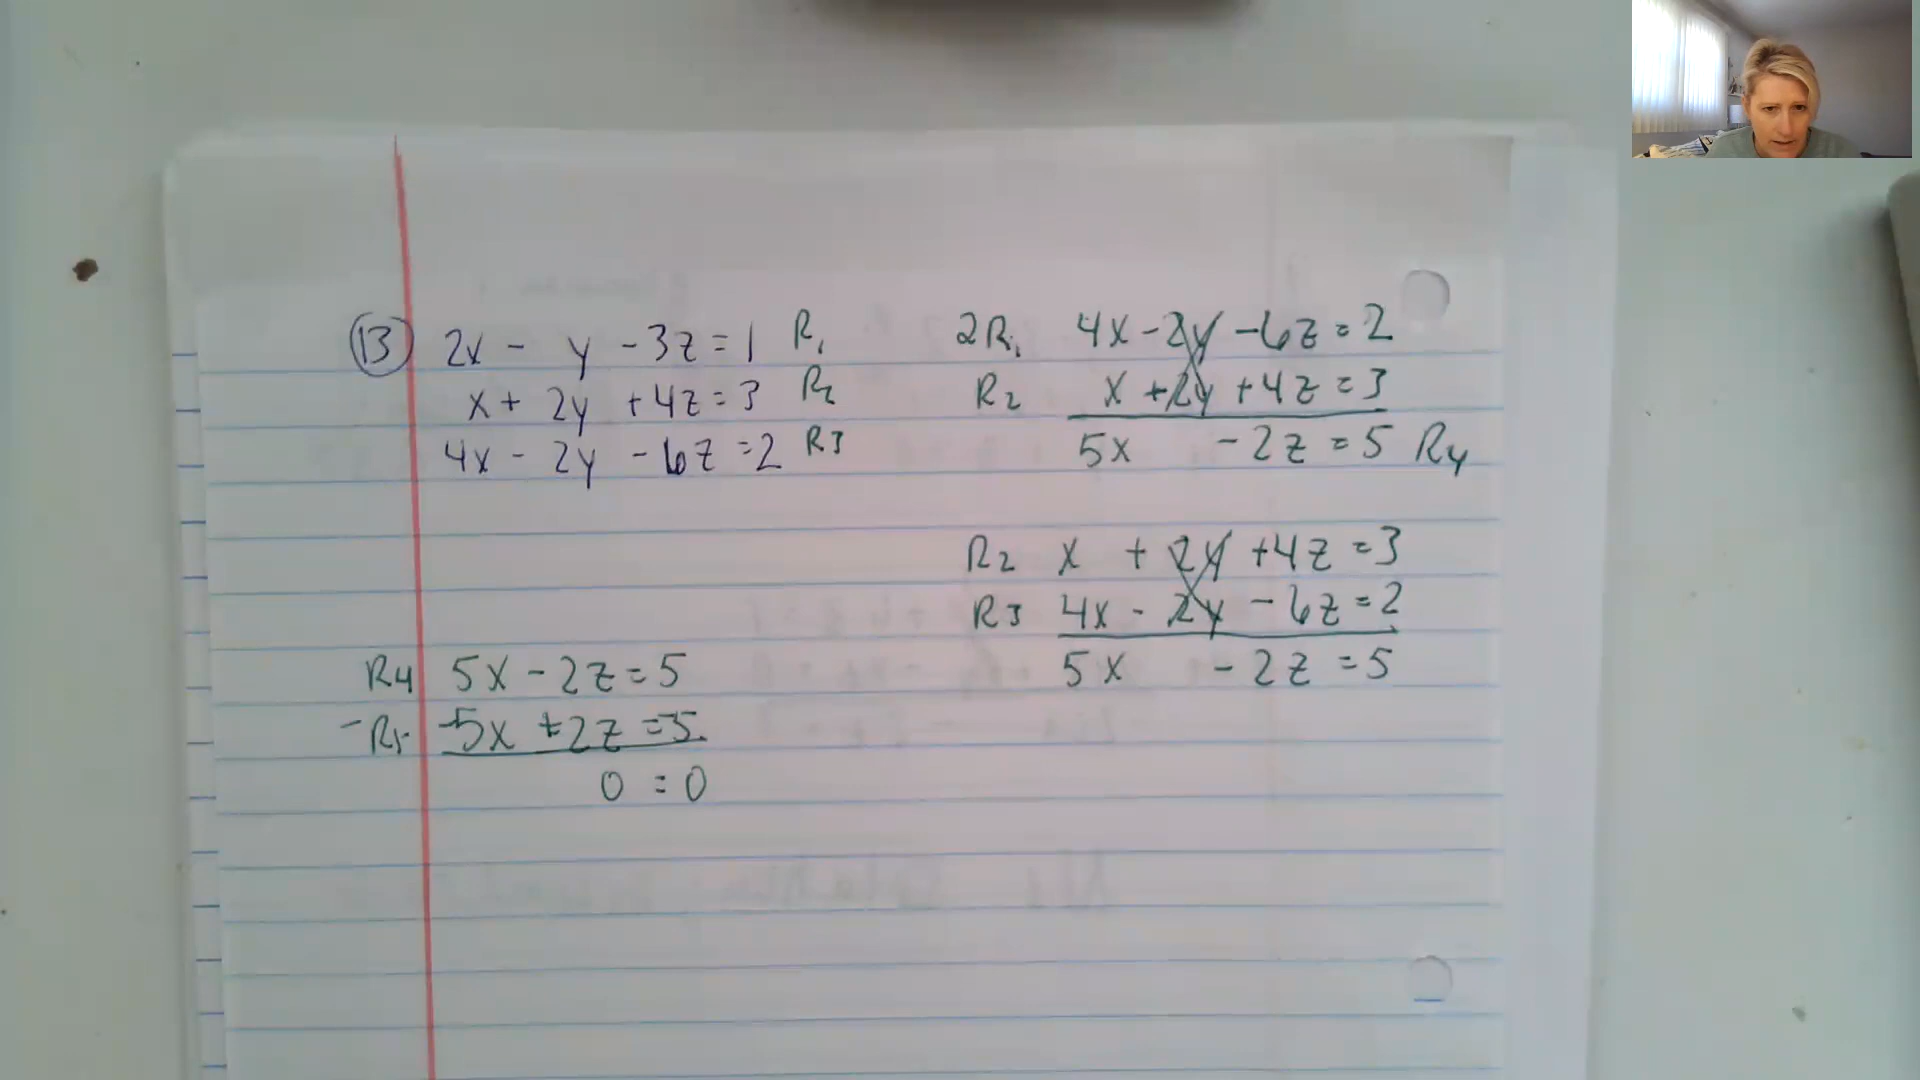 13 2x - y - 3z = 1 R1
x + 2y + 4z = 3 R2
4x - 2y - 6z = 2 R3
2R1 4x - 2y - 6z = 2
R2 x + 2y + 4z = 3
5x - 2z = 5 R4
R2 x + 2y + 4z = 3
R3 4x - 2y - 6z = 2
5x - 2z = 5
R4 5x - 2z = 5
-R5 -5x + 2z = -5
0 = 0